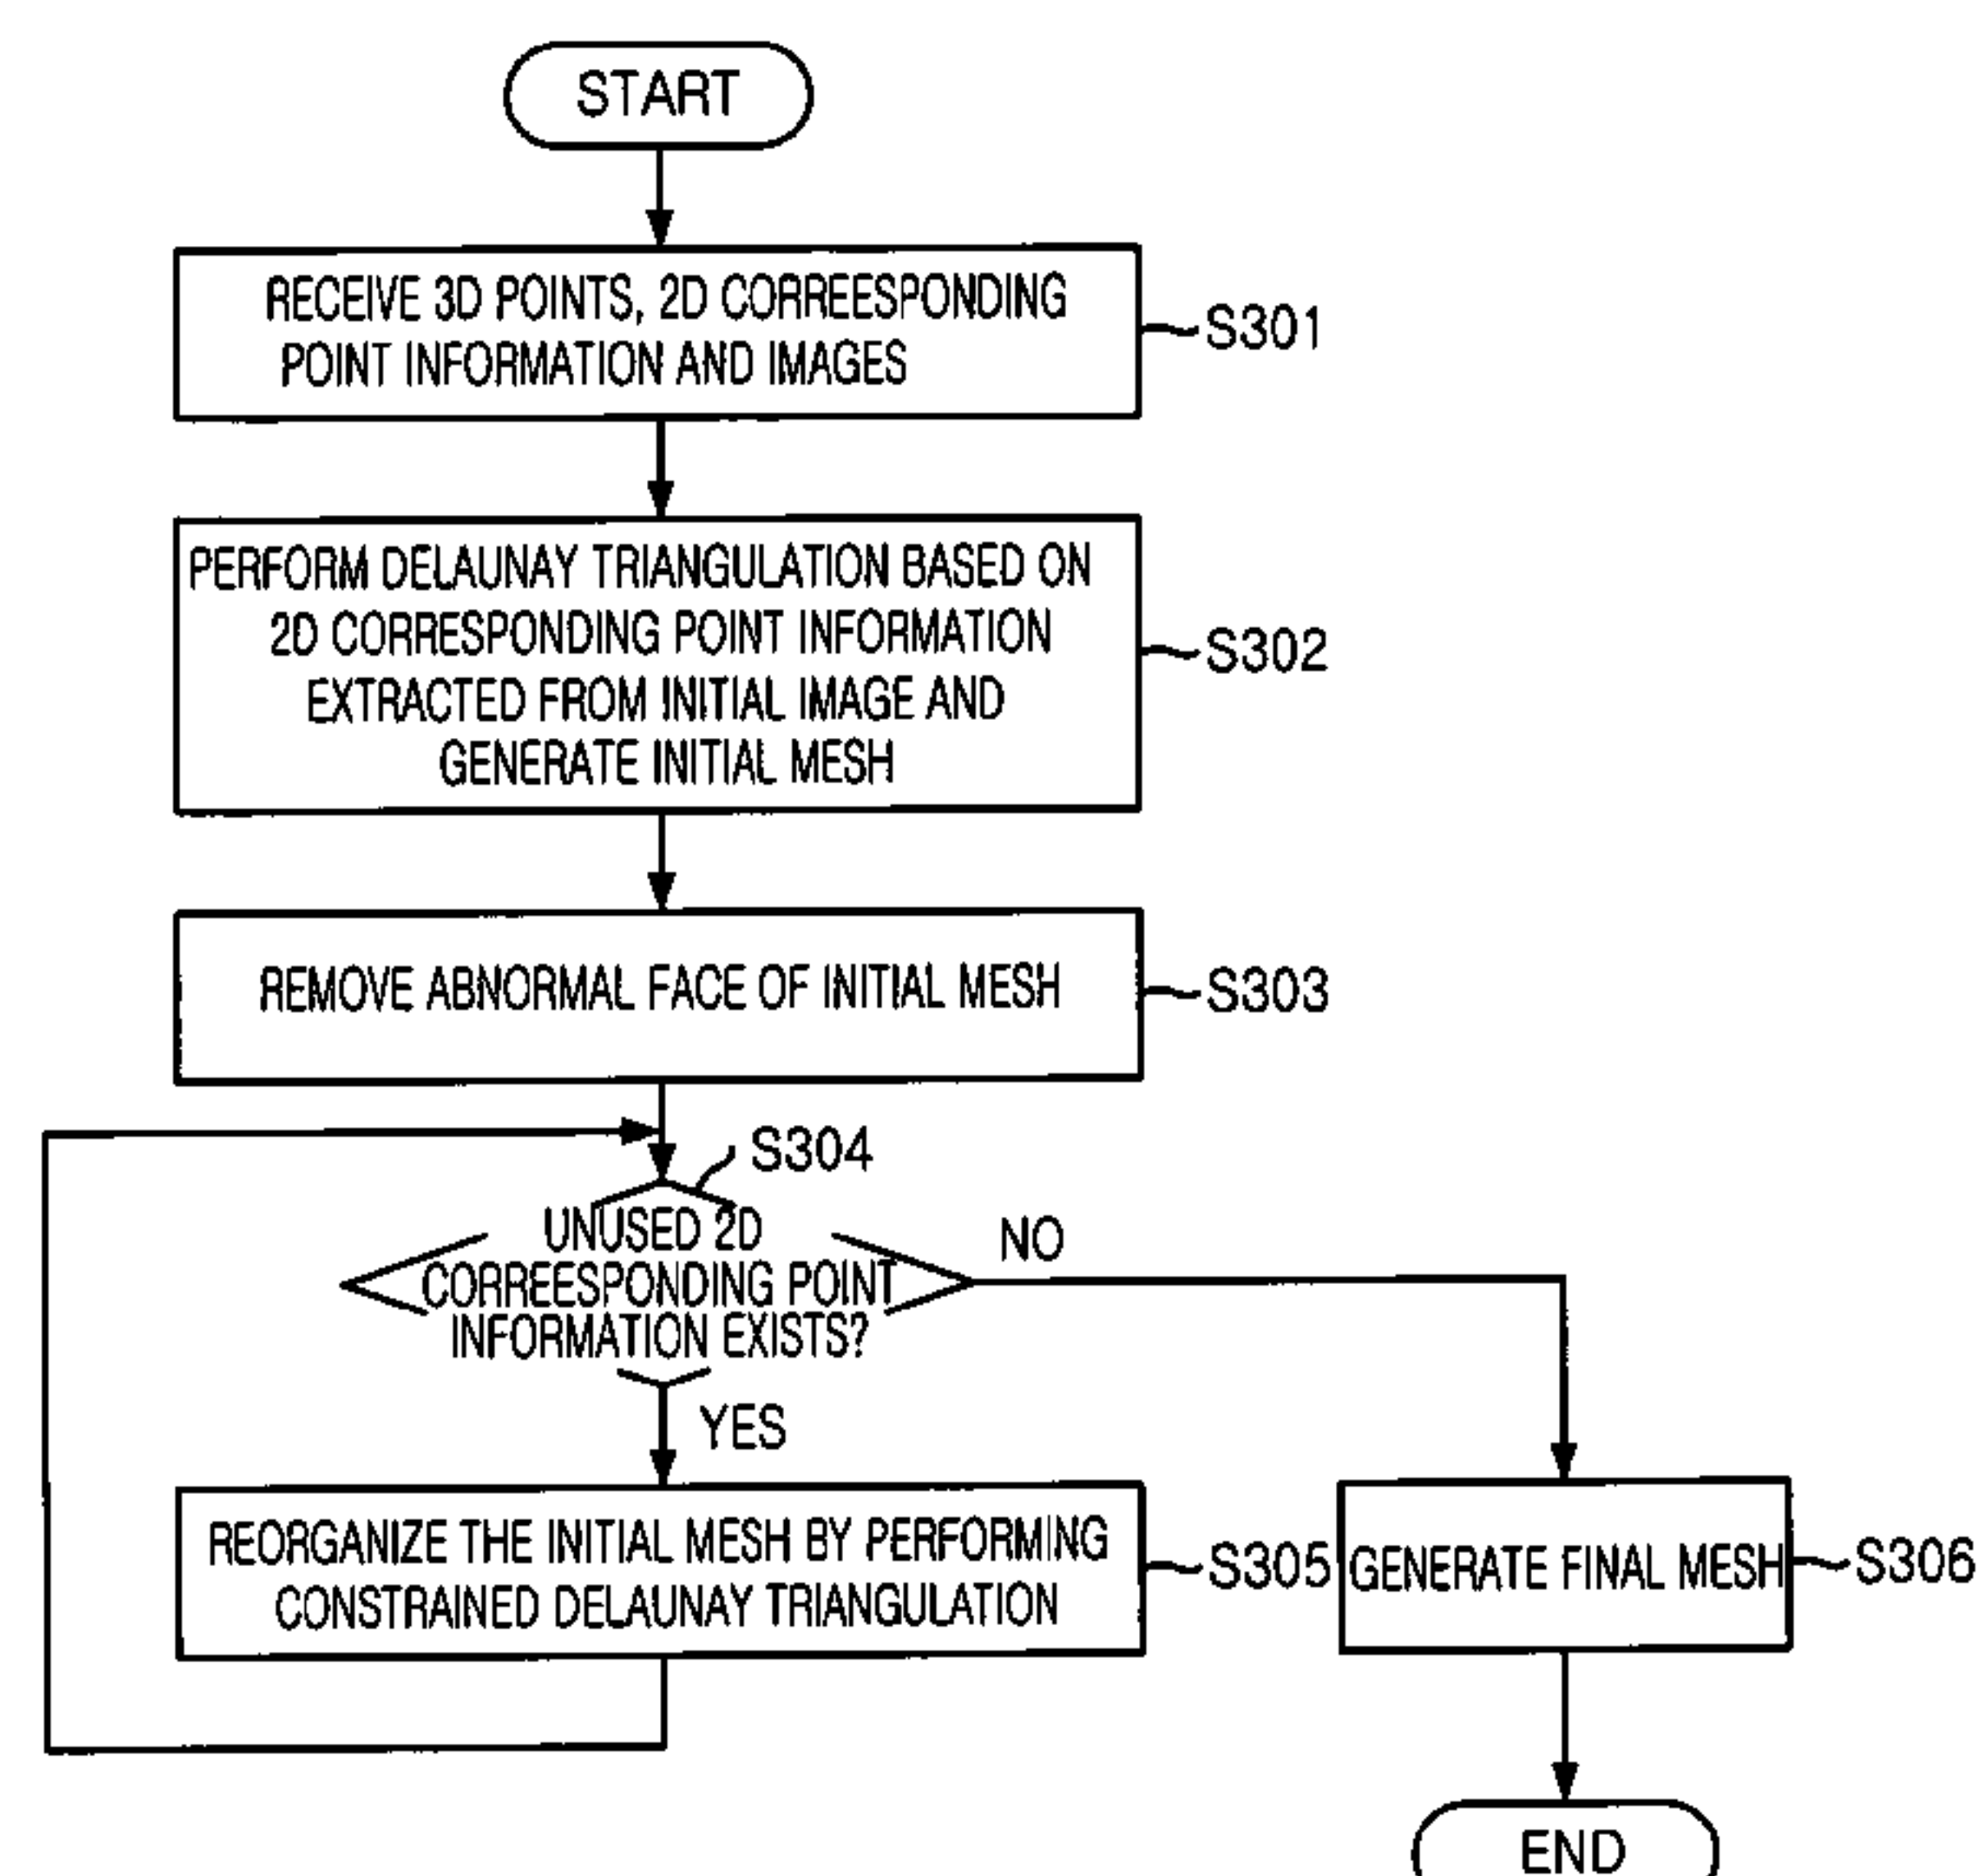 START
RECEIVE 3D POINTS, 2D CORREESPONDING
POINT INFORMATION AND IMAGES
S301
PERFORM DELAUNAY TRIANGULATION BASED ON
2D CORRESPONDING POINT INFORMATION
EXTRACTED FROM INITIAL IMAGE AND
GENERATE INITIAL MESH
S302
REMOVE ABNORMAL FACE OF INITIAL MESH
S303
S304
UNUSED 2D
CORREESPONDING POINT
INFORMATION EXISTS?
NO
YES
REORGANIZE THE INITIAL MESH BY PERFORMING
CONSTRAINED DELAUNAY TRIANGULATION
S305
GENERATE FINAL MESH
S306
END